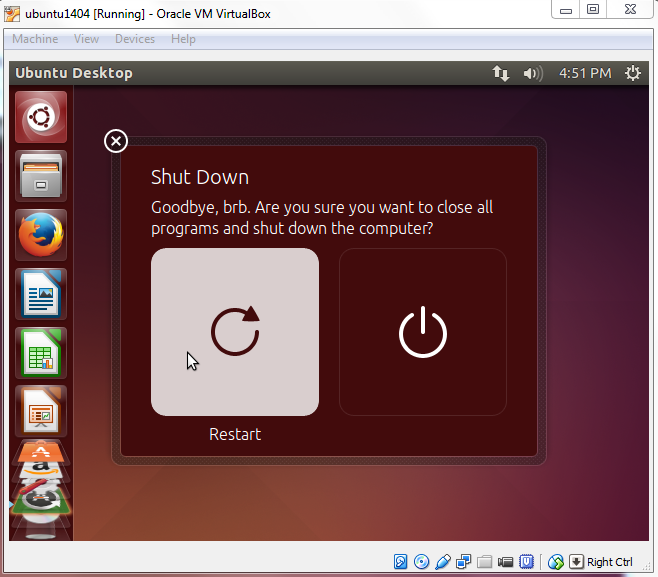 ubuntu1404 [Running] - Oracle VM VirtualBox
Machine View Devices Help
Ubuntu Desktop 4:51 PM
Shut Down
Goodbye, brb. Are you sure you want to close all
programs and shut down the computer?
Restart
Right Ctrl